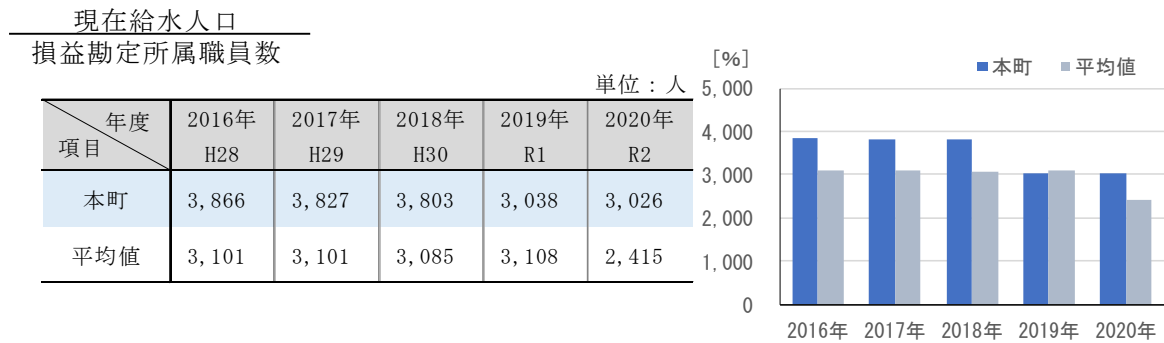 現在給水人口
損益勘定所属職員数
単位：人
年度
項目
2016年 2017年 2018年 2019年 2020年
H28 H29 H30 R1 R2
本町 3,866 3,827 3,803 3,038 3,026
平均値 3,101 3,101 3,085 3,108 2,415
[%]
本町 平均値
5,000
4,000
3,000
2,000
1,000
0
2016年 2017年 2018年 2019年 2020年